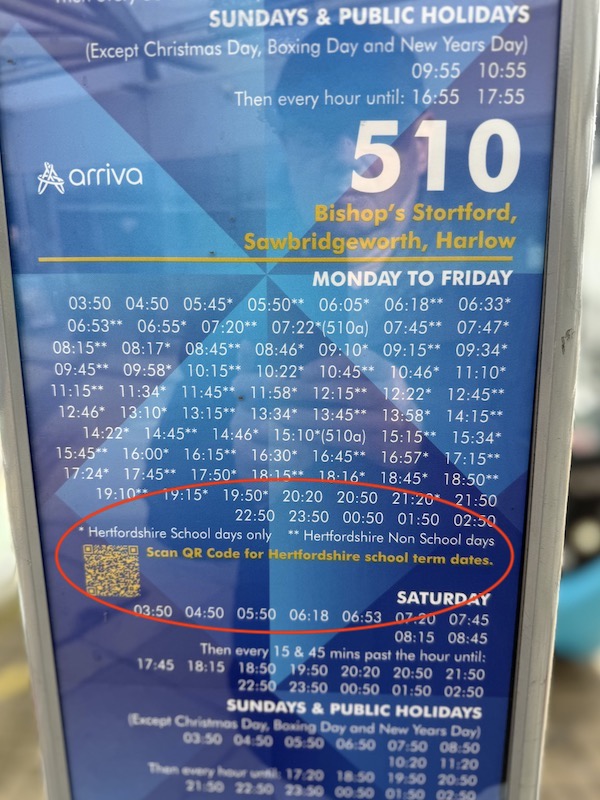 SUNDAYS & PUBLIC HOLIDAYS
(Except Christmas Day, Boxing Day and New Years Day)
09:55 10:55
Then every hour until: 16:55 17:55
arriva
510
Bishop's Stortford,
Sawbridgeworth, Harlow
MONDAY TO FRIDAY
03:50 04:50 05:45* 05:50** 06:05* 06:18** 06:33*
06:53** 06:55* 07:20** 07:22*(510a) 07:45** 07:47*
08:15** 08:17* 08:45** 08:46* 09:10* 09:15** 09:34*
09:45** 09:58* 10:15** 10:22* 10:45** 10:46* 11:10*
11:15** 11:34* 11:45** 11:58* 12:15** 12:22* 12:45**
12:46* 13:10* 13:15** 13:34* 13:45** 13:58* 14:15**
14:22* 14:45** 14:46* 15:10*(510a) 15:15** 15:34*
15:45** 16:00* 16:15** 16:30* 16:45** 16:57* 17:15**
17:24* 17:45** 17:50* 18:15** 18:16* 18:45* 18:50**
19:10** 19:15* 19:50* 20:20 20:50 21:20* 21:50
22:50 23:50 00:50 01:50 02:50
* Hertfordshire School days only ** Hertfordshire Non School days
Scan QR Code for Hertfordshire school term dates.
SATURDAY
03:50 04:50 05:50 06:18 06:53 07:20 07:45
08:15 08:45
Then every 15 & 45 mins past the hour until:
17:45 18:15 18:50 19:50 20:20 20:50 21:50
22:50 23:50 00:50 01:50 02:50
SUNDAYS & PUBLIC HOLIDAYS
(Except Christmas Day, Boxing Day and New Years Day)
03:50 04:50 05:50 06:50 07:50 08:50
10:20 11:20
Then every hour until: 17:20 18:50 19:50 20:50
21:50 22:50 23:50 00:50 01:50 02:50